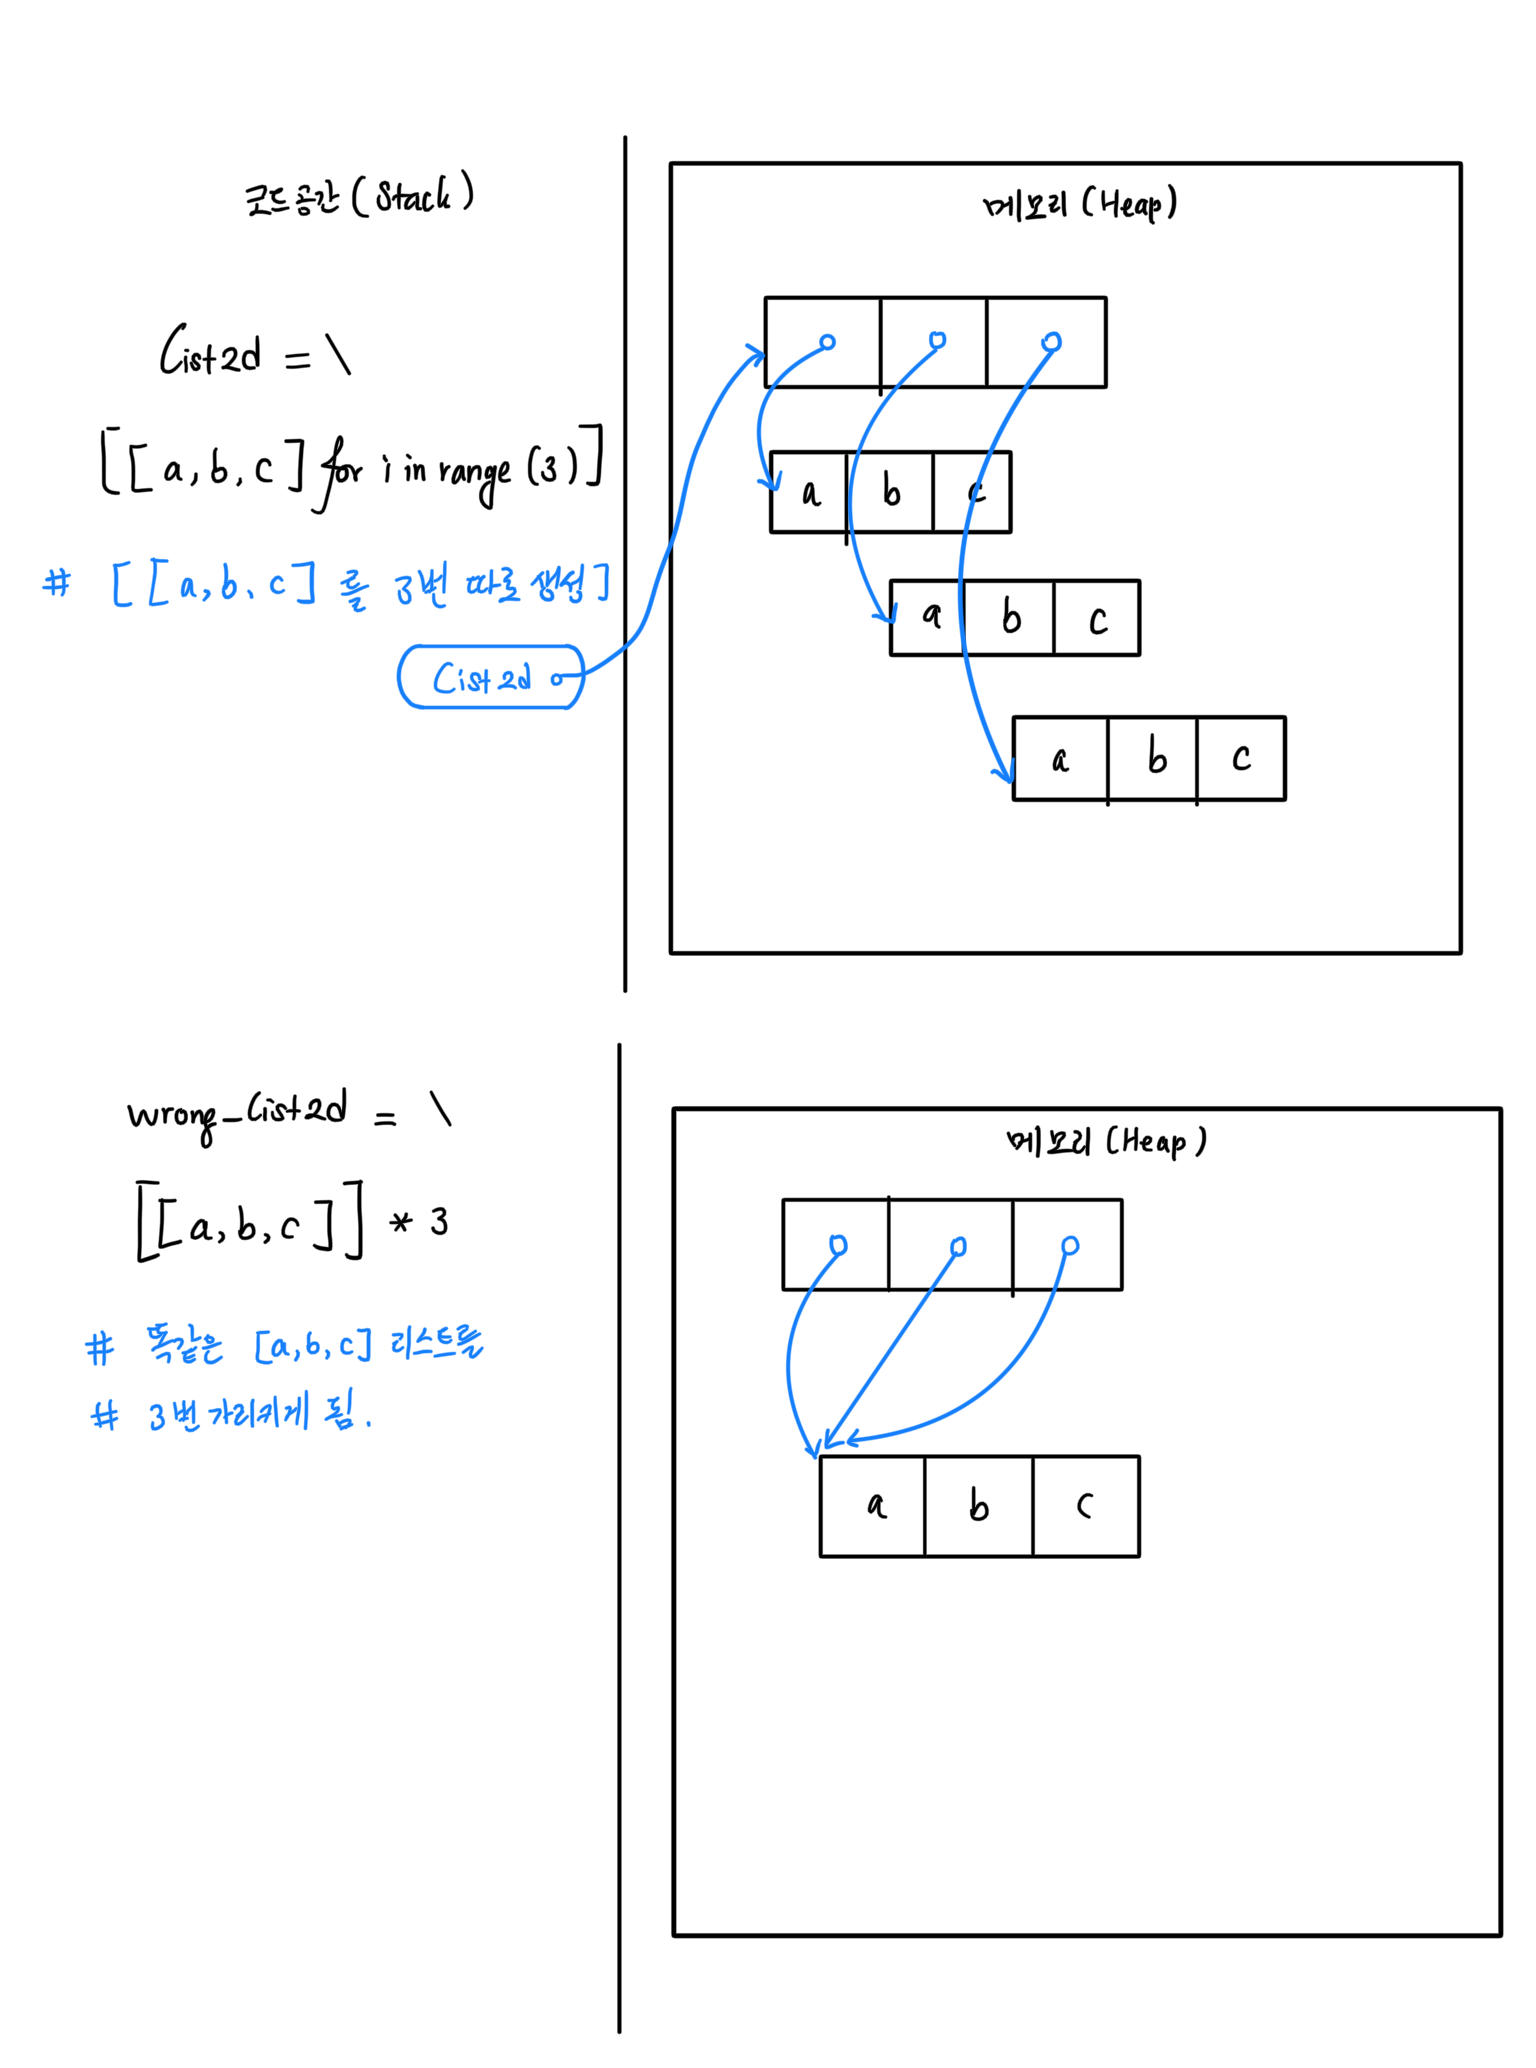 코드공간(Stack)
메모리(Heap)
List2d = \
[[a, b, c] for i in range(3)]
# [[a, b, c]를 3번 따로 생성]
List2d
a b c
a b c
a b c
wrong_List2d = \
[[a, b, c]] * 3
# 똑같은 [a, b, c] 리스트를
# 3번 가리키게 됨.
메모리(Heap)
a b c